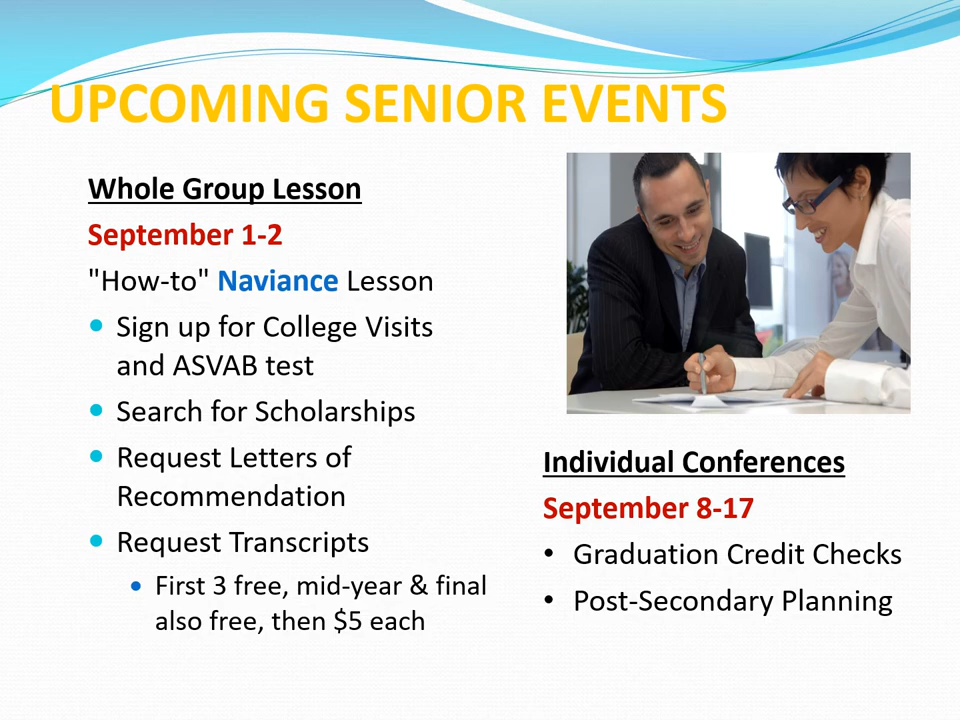 UPCOMING SENIOR EVENTS
Whole Group Lesson
September 1-2
"How-to" Naviance Lesson
• Sign up for College Visits
and ASVAB test
• Search for Scholarships
• Request Letters of
Recommendation
• Request Transcripts
• First 3 free, mid-year & final
also free, then $5 each
Individual Conferences
September 8-17
• Graduation Credit Checks
• Post-Secondary Planning